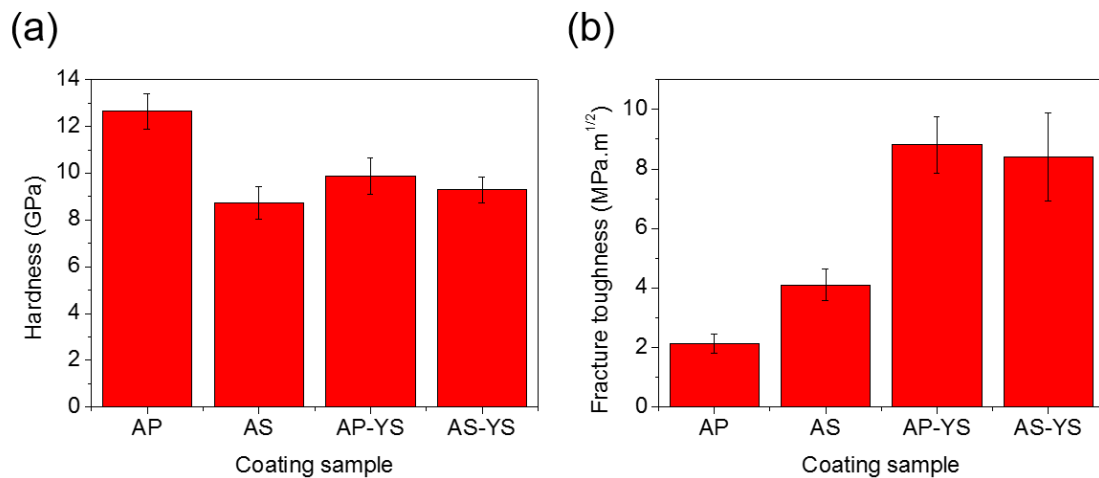 (a)
(b)
Hardness (GPa)
14
12
10
8
6
4
2
0
AP AS AP-YS AS-YS
Coating sample
Fracture toughness (MPa.m1/2)
10
8
6
4
2
0
AP AS AP-YS AS-YS
Coating sample